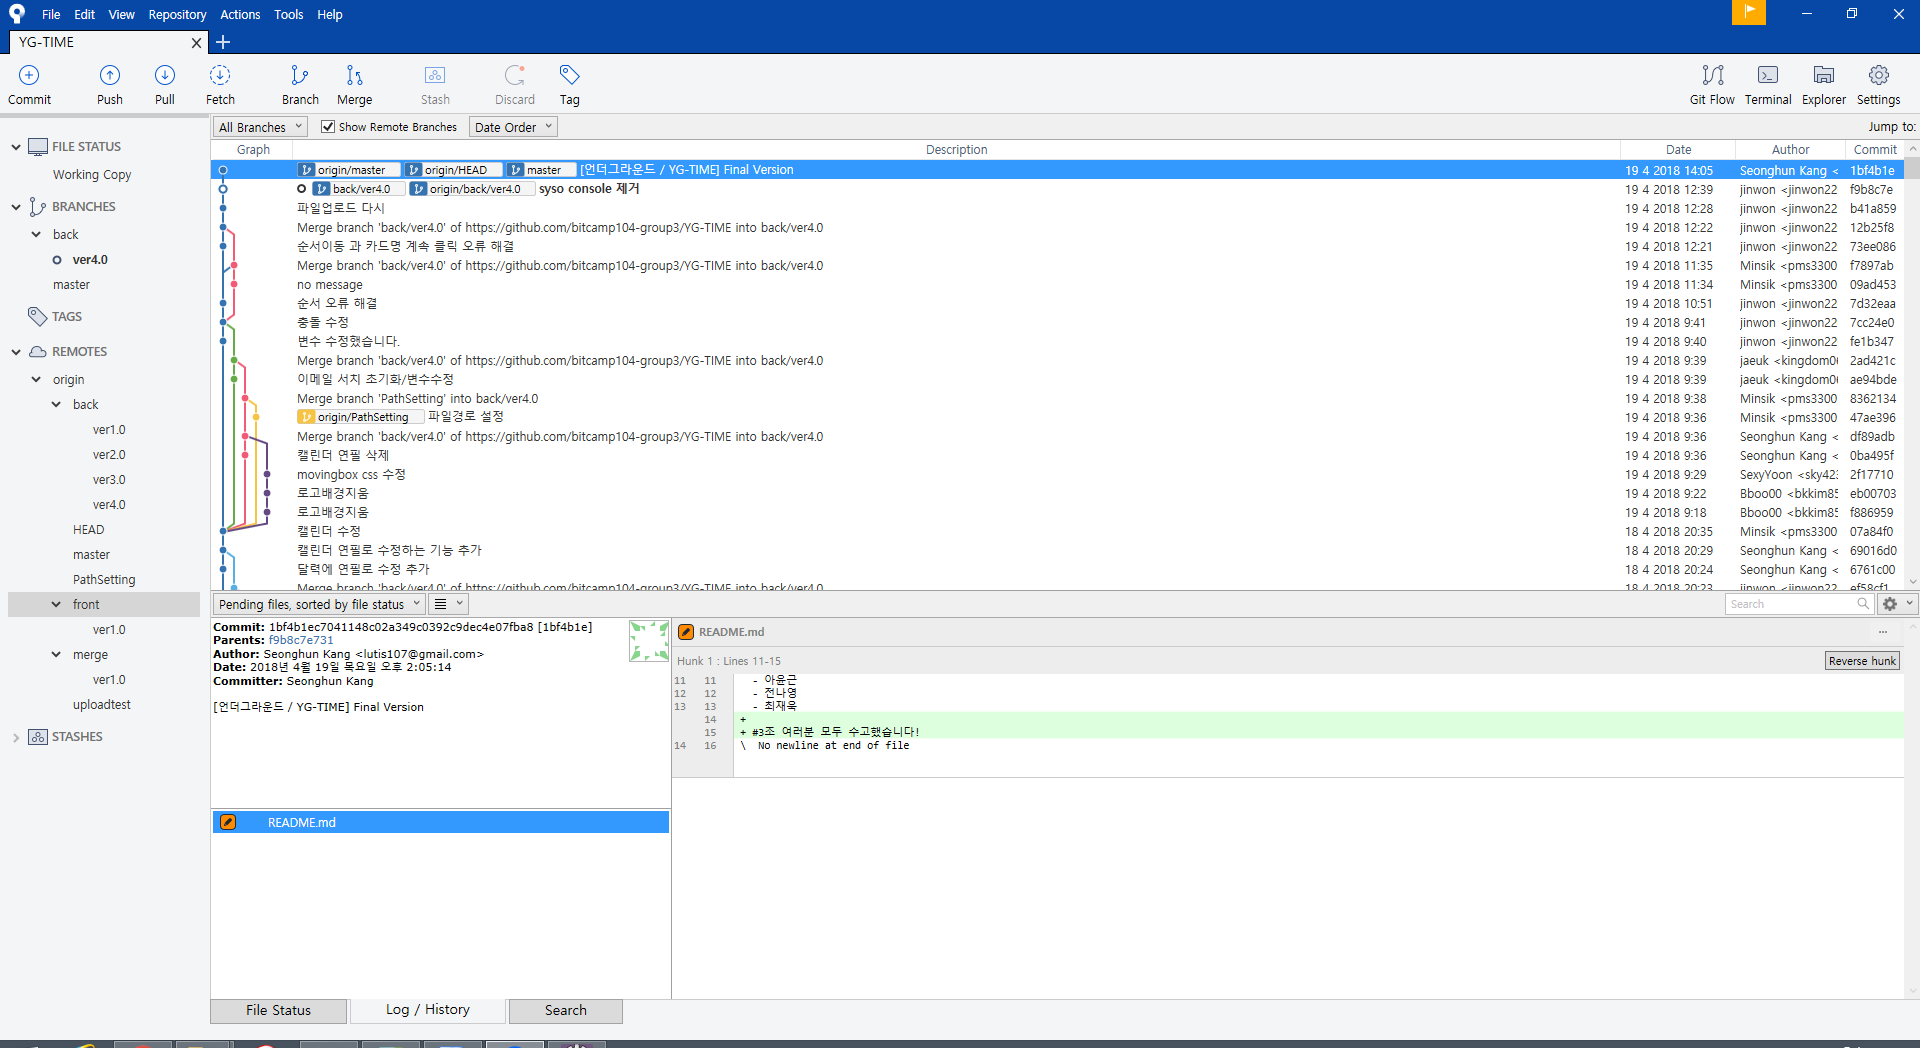 File Edit View Repository Actions Tools Help
YG-TIME
Commit Push Pull Fetch Branch Merge Stash Discard Tag Git Flow Terminal Explorer Settings
All Branches Show Remote Branches Date Order Jump to:
FILE STATUS
Working Copy
BRANCHES
back
ver4.0
master
TAGS
REMOTES
origin
back
ver1.0
ver2.0
ver3.0
ver4.0
HEAD
master
PathSetting
front
ver1.0
merge
ver1.0
uploadtest
STASHES
Graph Description Date Author Commit
origin/master origin/HEAD master [언더그라운드 / YG-TIME] Final Version 19 4 2018 14:05 Seonghun Kang < 1bf4b1e
back/ver4.0 origin/back/ver4.0 syso console 제거 19 4 2018 12:39 jinwon <jinwon22 f9b8c7e
파일업로드 다시 19 4 2018 12:28 jinwon <jinwon22 b41a859
Merge branch 'back/ver4.0' of https://github.com/bitcamp104-group3/YG-TIME into back/ver4.0 19 4 2018 12:22 jinwon <jinwon22 12b25f8
순서이동 과 카드명 계속 클릭 오류 해결 19 4 2018 12:21 jinwon <jinwon22 73ee086
Merge branch 'back/ver4.0' of https://github.com/bitcamp104-group3/YG-TIME into back/ver4.0 19 4 2018 11:35 Minsik <pms3300 f7897ab
no message 19 4 2018 11:34 Minsik <pms3300 09ad453
순서 오류 해결 19 4 2018 10:51 jinwon <jinwon22 7d32eaa
충돌 수정 19 4 2018 9:41 jinwon <jinwon22 7cc24e0
변수 수정했습니다. 19 4 2018 9:40 jinwon <jinwon22 fe1b347
Merge branch 'back/ver4.0' of https://github.com/bitcamp104-group3/YG-TIME into back/ver4.0 19 4 2018 9:39 jaeuk <kingdom0 2ad421c
이메일 서치 초기화/변수수정 19 4 2018 9:39 jaeuk <kingdom0 ae94bde
Merge branch 'PathSetting' into back/ver4.0 19 4 2018 9:38 Minsik <pms3300 8362134
origin/PathSetting 파일경로 설정 19 4 2018 9:36 Minsik <pms3300 47ae396
Merge branch 'back/ver4.0' of https://github.com/bitcamp104-group3/YG-TIME into back/ver4.0 19 4 2018 9:36 Seonghun Kang < df89adb
캘린더 연필 삭제 19 4 2018 9:36 Seonghun Kang < 0ba495f
movingbox css 수정 19 4 2018 9:29 SexyYoon <sky42 2f17710
로고배경지움 19 4 2018 9:22 Bboo00 <bkkim85 eb00703
로고배경지움 19 4 2018 9:18 Bboo00 <bkkim85 f886959
캘린더 수정 18 4 2018 20:35 Minsik <pms3300 07a84f0
캘린더 연필로 수정하는 기능 추가 18 4 2018 20:29 Seonghun Kang < 69016d0
달력에 연필로 수정 추가 18 4 2018 20:24 Seonghun Kang < 6761c00
Merge branch 'back/ver4.0' of https://github.com/bitcamp104-group3/YG-TIME into back/ver4.0 18 4 2018 20:23 jinwon <jinwon22 ef58cf1
Pending files, sorted by file status Search
Commit: 1bf4b1ec7041148c02a349c0392c9dec4e07fba8 [1bf4b1e]
Parents: f9b8c7e731
Author: Seonghun Kang <lutis107@gmail.com>
Date: 2018년 4월 19일 목요일 오후 2:05:14
Committer: Seonghun Kang
[언더그라운드 / YG-TIME] Final Version
README.md
README.md ...
Hunk 1 : Lines 11-15 Reverse hunk
11 11 - 아윤근
12 12 - 전나영
13 13 - 최재욱
14 +
15 + #3조 여러분 모두 수고했습니다!
14 16 \ No newline at end of file
File Status Log / History Search